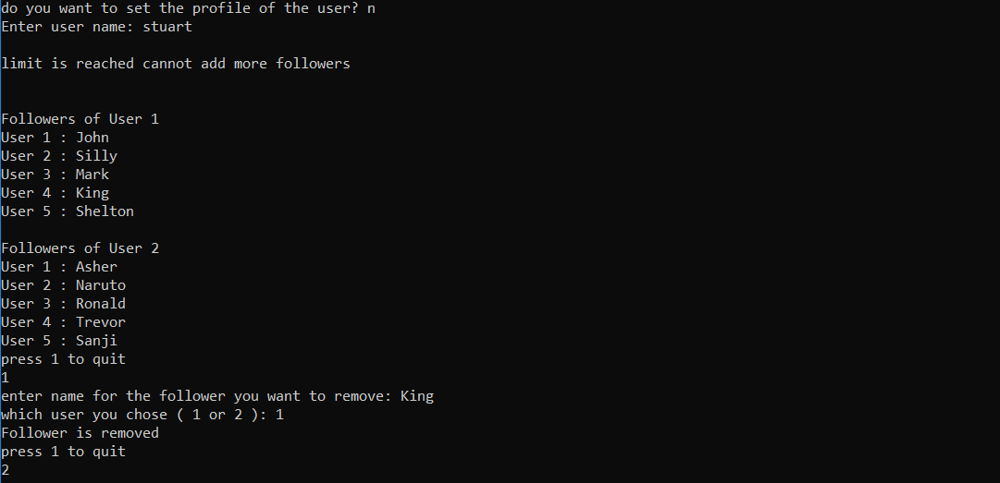 do you want to set the profile of the user? n
Enter user name: stuart
limit is reached cannot add more followers
Followers of User 1
User 1 : John
User 2 : Silly
User 3 : Mark
User 4 : King
User 5 : Shelton
Followers of User 2
User 1 : Asher
User 2 : Naruto
User 3 : Ronald
User 4 : Trevor
User 5 : Sanji
press 1 to quit
1
enter name for the follower you want to remove: King
which user you chose ( 1 or 2 ): 1
Follower is removed
press 1 to quit
2